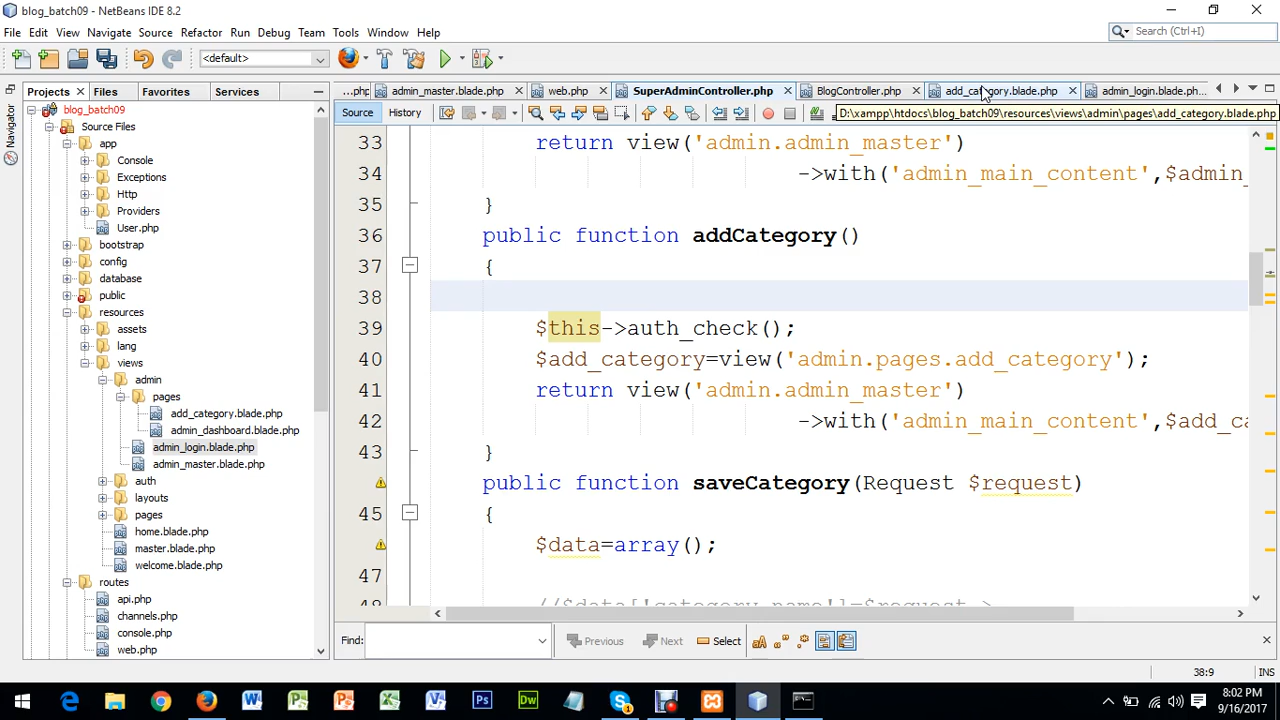 blog_batch09 - NetBeans IDE 8.2
File Edit View Navigate Source Refactor Run Debug Team Tools Window Help
Search (Ctrl+I)
<default>
Projects Files Favorites Services
...php admin_master.blade.php web.php SuperAdminController.php BlogController.php add_category.blade.php admin_login.blade.ph...
Source History
D:\xampp\htdocs\blog_batch09\resources\views\admin\pages\add_category.blade.php
Navigator
blog_batch09
Source Files
app
Console
Exceptions
Http
Providers
User.php
bootstrap
config
database
public
resources
assets
lang
views
admin
pages
add_category.blade.php
admin_dashboard.blade.php
admin_login.blade.php
admin_master.blade.php
auth
layouts
pages
home.blade.php
master.blade.php
welcome.blade.php
routes
api.php
channels.php
console.php
web.php
33 return view('admin.admin_master')
34 ->with('admin_main_content',$admin_
35 }
36 public function addCategory()
37 {
38
39 $this->auth_check();
40 $add_category=view('admin.pages.add_category');
41 return view('admin.admin_master')
42 ->with('admin_main_content',$add_ca
43 }
public function saveCategory(Request $request)
45 {
$data=array();
47
48 //$data['category_name']=$request->
Find: Previous Next Select
38:9 INS
8:02 PM
9/16/2017